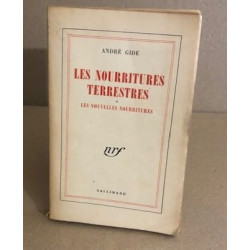 ANDRÉ GIDE
LES NOURRITURES
TERRESTRES
LES NOUVELLES NOURRITURES
nrf
GALLIMARD